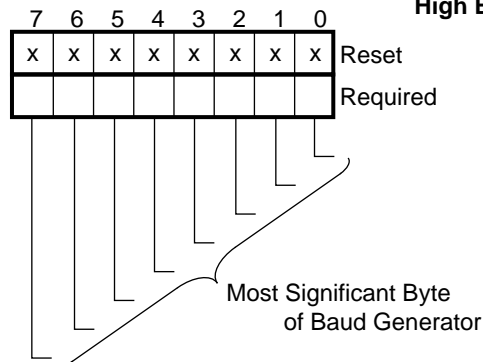 High
7 6 5 4 3 2 1 0
x x x x x x x x Reset
Required
Most Significant Byte
of Baud Generator